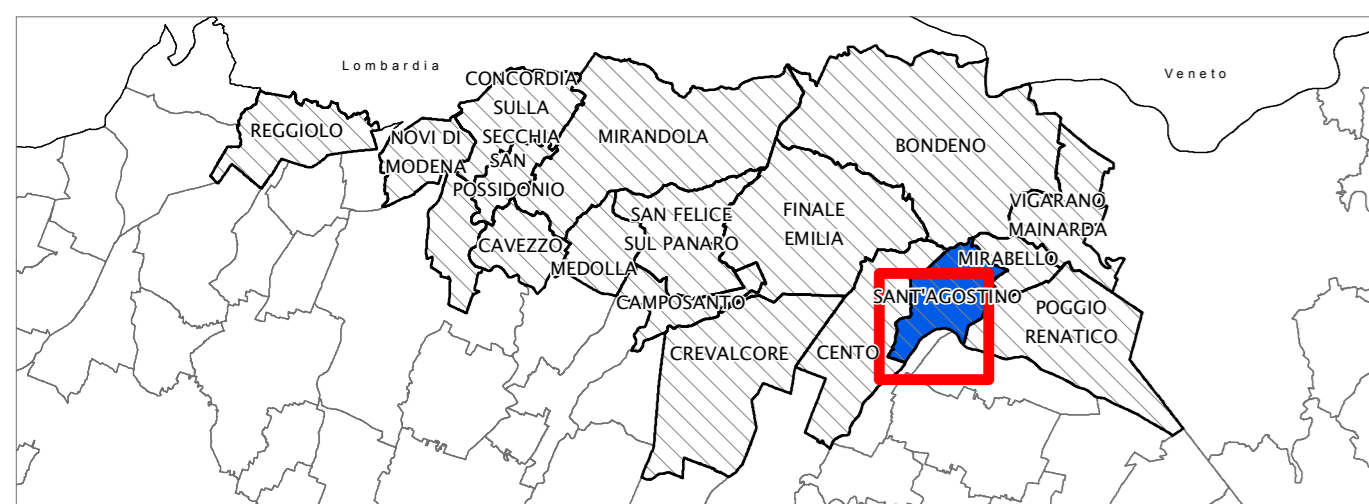 Lombardia
Veneto
CONCORDIA
SULLA
SECCHIA
REGGIOLO
NOVI DI
MODENA
SAN
POSSIDONIO
MIRANDOLA
BONDENO
SAN FELICE
SUL PANARO
FINALE
EMILIA
VIGARANO
MAINARDA
CAVEZZO
MEDOLLA
MIRABELLO
CAMPOSANTO
SANT'AGOSTINO
POGGIO
RENATICO
CREVALCORE
CENTO